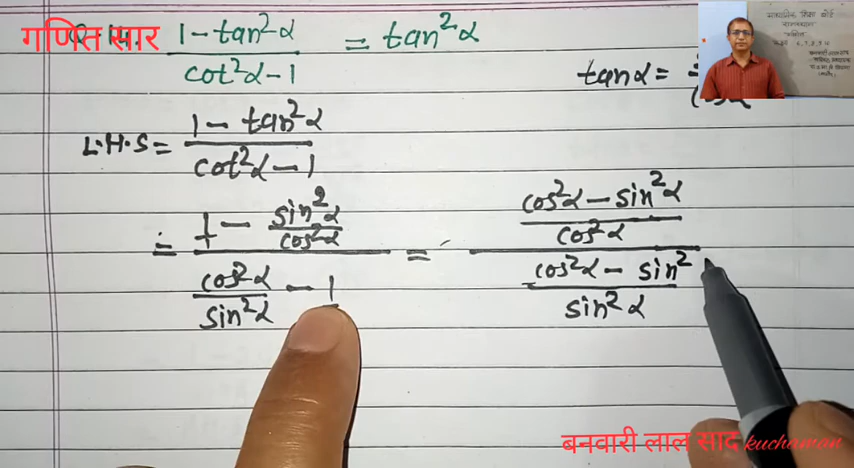 गणित सार
1 - tan²α / cot²α - 1 = tan²α
tanα =
L.H.S = 1 - tan²α / cot²α - 1
= (1 - sin²α / cos²α) / (cos²α / sin²α - 1) = (cos²α - sin²α / cos²α) / (cos²α - sin² / sin²α)
बनवारी लाल साद kuchawan